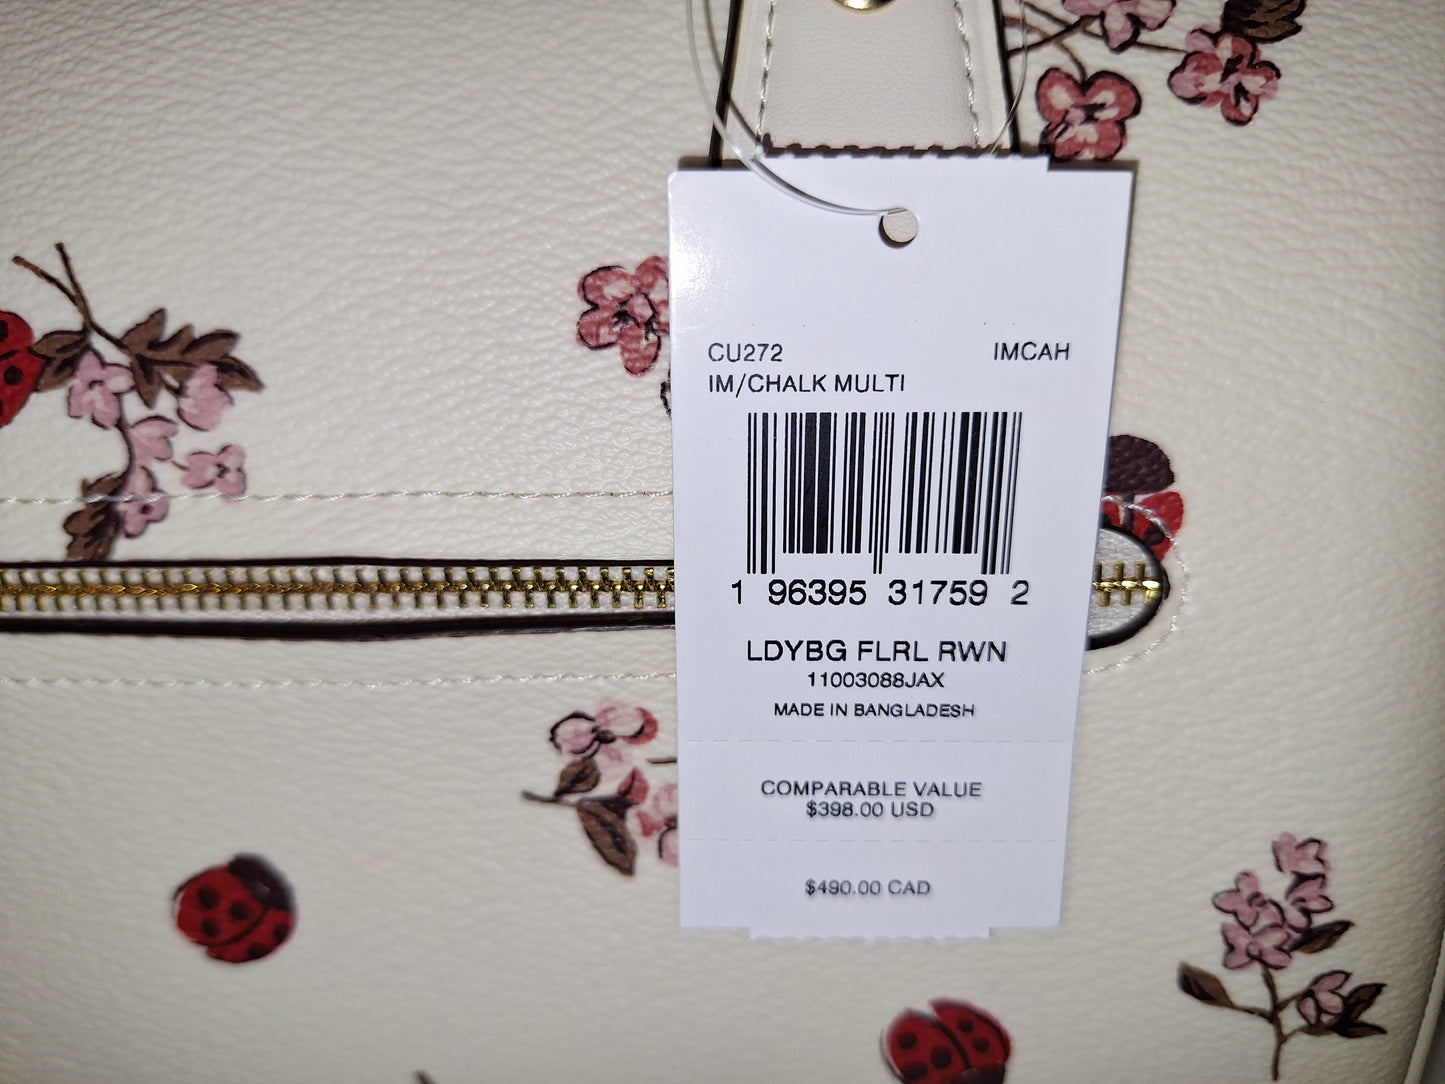 CU272 IMCAH
IM/CHALK MULTI
1 96395 31759 2
LDYBG FLRL RWN
11003088JAX
MADE IN BANGLADESH
COMPARABLE VALUE
$398.00 USD
$490.00 CAD